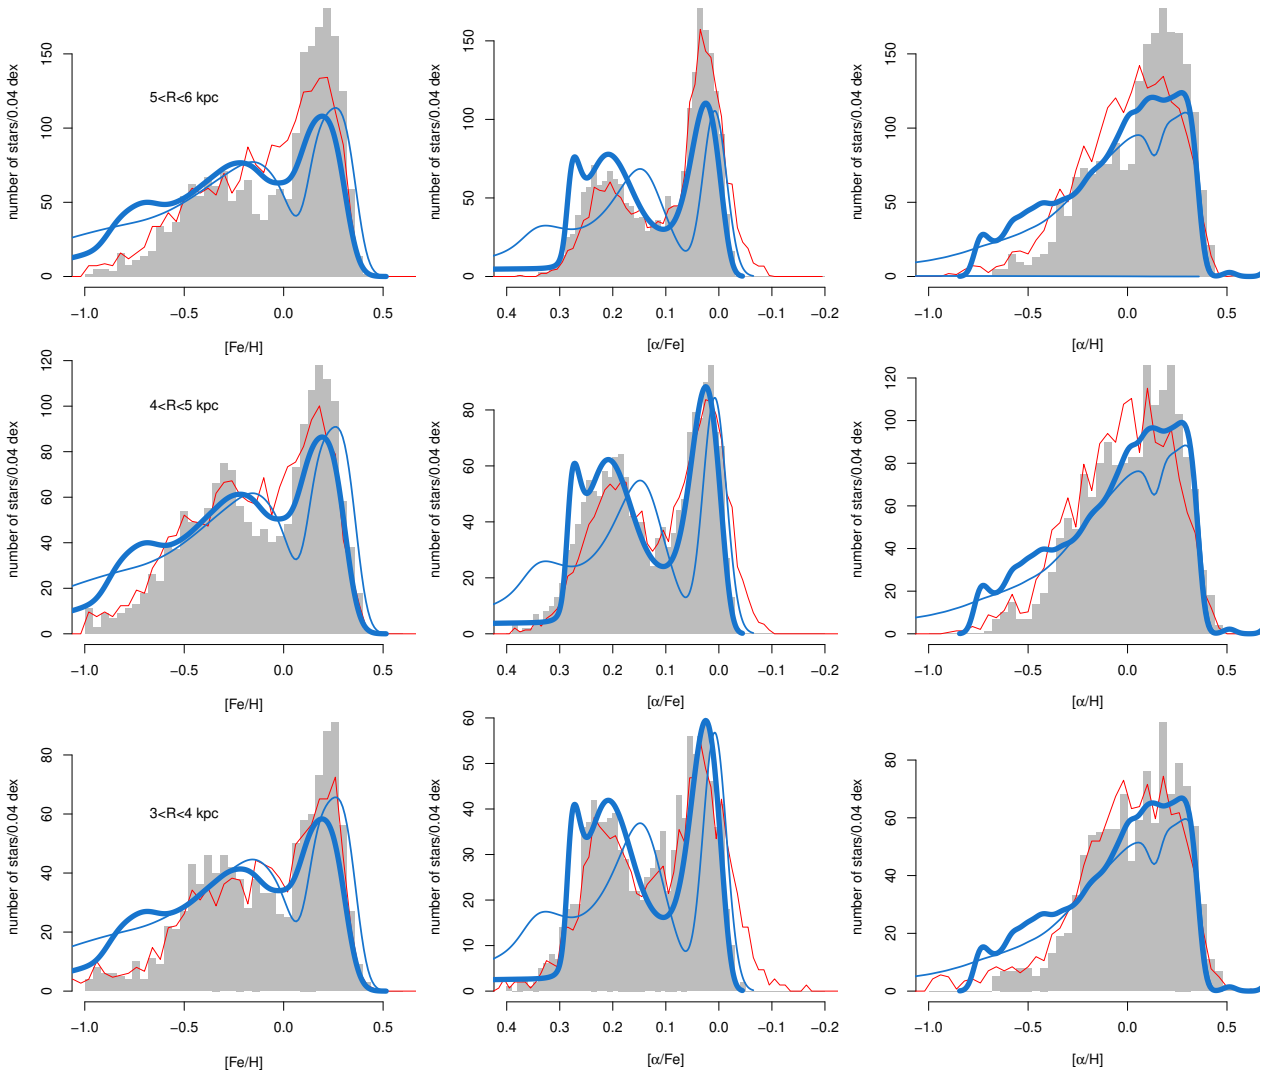 number of stars/0.04 dex
0 50 100 150
5<R<6 kpc
−1.0 −0.5 0.0 0.5
[Fe/H]
number of stars/0.04 dex
0 50 100 150
0.4 0.3 0.2 0.1 0.0 −0.1 −0.2
[α/Fe]
number of stars/0.04 dex
0 50 100 150
−1.0 −0.5 0.0 0.5
[α/H]
number of stars/0.04 dex
0 20 40 60 80 100 120
4<R<5 kpc
−1.0 −0.5 0.0 0.5
[Fe/H]
number of stars/0.04 dex
0 20 40 60 80
0.4 0.3 0.2 0.1 0.0 −0.1 −0.2
[α/Fe]
number of stars/0.04 dex
0 20 40 60 80 100 120
−1.0 −0.5 0.0 0.5
[α/H]
number of stars/0.04 dex
0 20 40 60 80
3<R<4 kpc
−1.0 −0.5 0.0 0.5
[Fe/H]
number of stars/0.04 dex
0 10 20 30 40 50 60
0.4 0.3 0.2 0.1 0.0 −0.1 −0.2
[α/Fe]
number of stars/0.04 dex
0 20 40 60 80
−1.0 −0.5 0.0 0.5
[α/H]